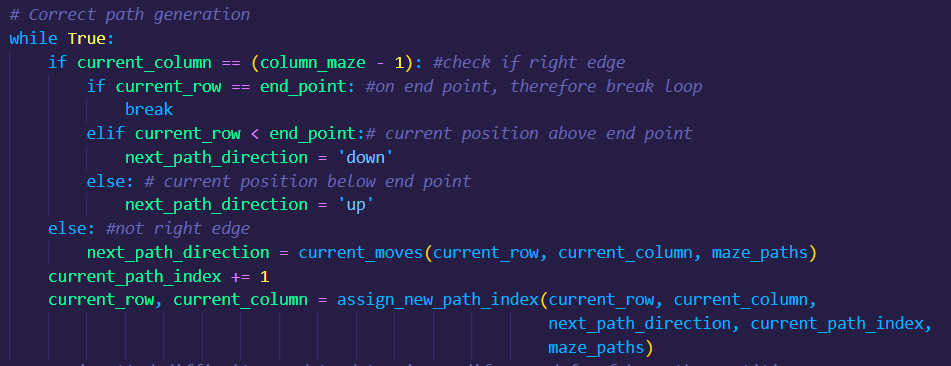 # Correct path generation
while True:
    if current_column == (column_maze - 1): #check if right edge
        if current_row == end_point: #on end point, therefore break loop
            break
        elif current_row < end_point:# current position above end point
            next_path_direction = 'down'
        else: # current position below end point
            next_path_direction = 'up'
    else: #not right edge
        next_path_direction = current_moves(current_row, current_column, maze_paths)
    current_path_index += 1
    current_row, current_column = assign_new_path_index(current_row, current_column,
                                                        next_path_direction, current_path_index,
                                                        maze_paths)